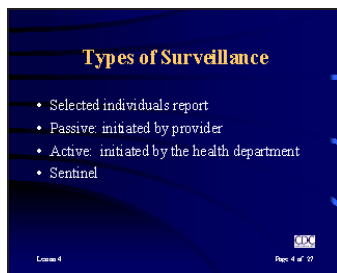 Types of Surveillance
• Selected individuals report
• Passive: initiated by provider
• Active: initiated by the health department
• Sentinel
CDC
Lesson 4
Page 4 of 27